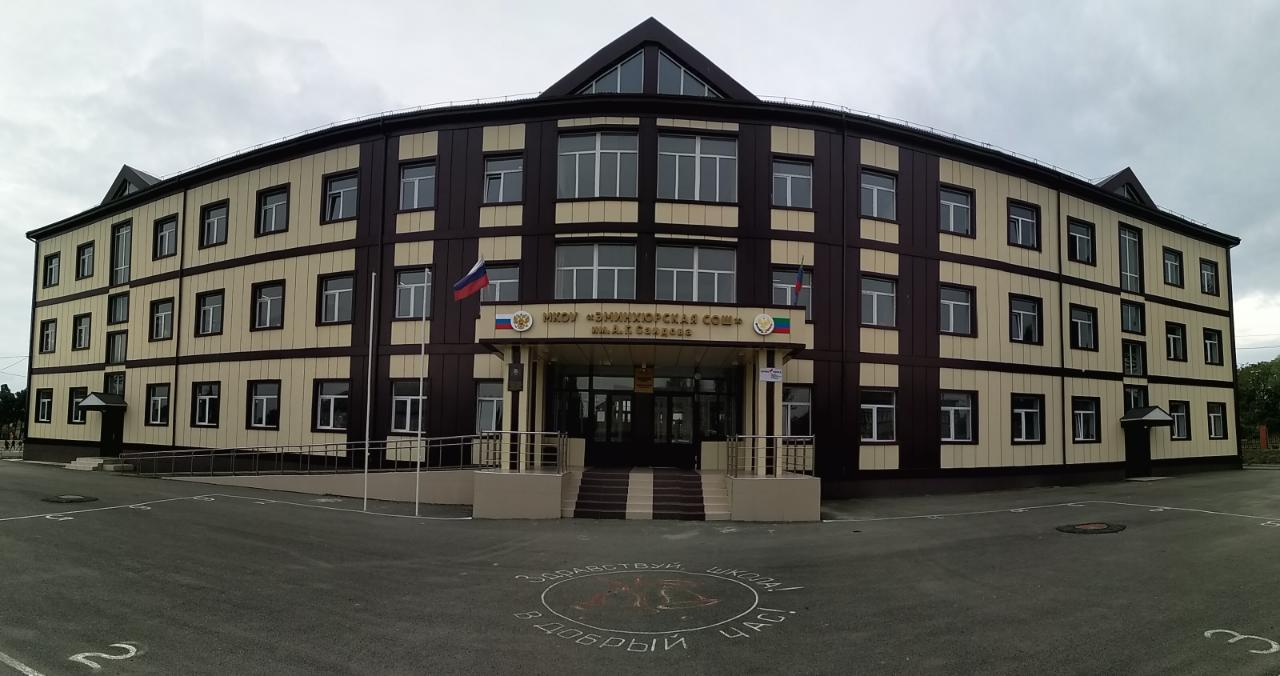 МКОУ «ЭМИНХЮРСКАЯ СОШ»
им. А.Г. Саидова
ЗДРАВСТВУЙ, ШКОЛА!
В ДОБРЫЙ ЧАС!
2
3